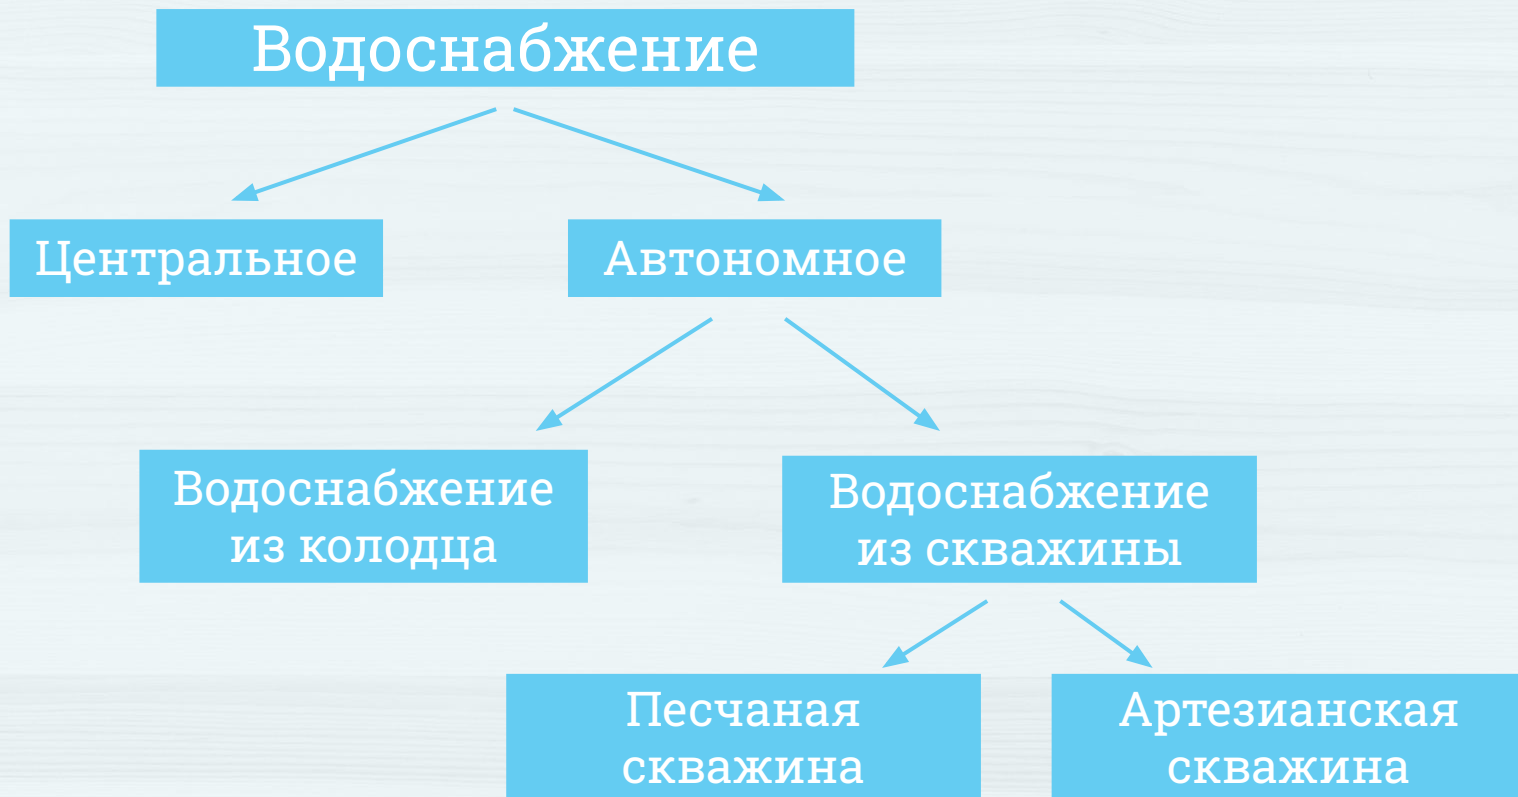 Водоснабжение
Центральное
Автономное
Водоснабжение
из колодца
Водоснабжение
из скважины
Песчаная
скважина
Артезианская
скважина